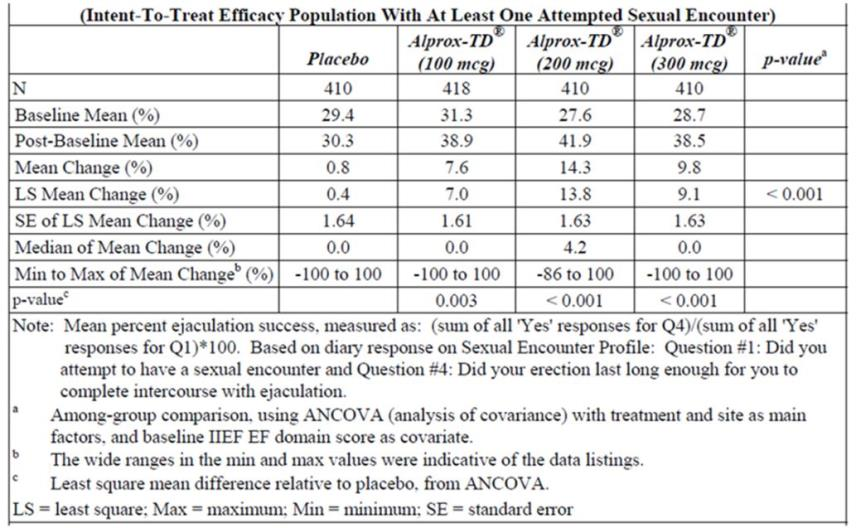 (Intent-To-Treat Efficacy Population With At Least One Attempted Sexual Encounter)
Placebo Alprox-TD® (100 mcg) Alprox-TD® (200 mcg) Alprox-TD® (300 mcg) p-valueᵃ
N 410 418 410 410
Baseline Mean (%) 29.4 31.3 27.6 28.7
Post-Baseline Mean (%) 30.3 38.9 41.9 38.5
Mean Change (%) 0.8 7.6 14.3 9.8
LS Mean Change (%) 0.4 7.0 13.8 9.1 < 0.001
SE of LS Mean Change (%) 1.64 1.61 1.63 1.63
Median of Mean Change (%) 0.0 0.0 4.2 0.0
Min to Max of Mean Changeᵇ (%) -100 to 100 -100 to 100 -86 to 100 -100 to 100
p-valueᶜ 0.003 < 0.001 < 0.001
Note: Mean percent ejaculation success, measured as: (sum of all 'Yes' responses for Q4)/(sum of all 'Yes'
responses for Q1)*100. Based on diary response on Sexual Encounter Profile: Question #1: Did you
attempt to have a sexual encounter and Question #4: Did your erection last long enough for you to
complete intercourse with ejaculation.
a Among-group comparison, using ANCOVA (analysis of covariance) with treatment and site as main
factors, and baseline IIEF EF domain score as covariate.
b The wide ranges in the min and max values were indicative of the data listings.
c Least square mean difference relative to placebo, from ANCOVA.
LS = least square; Max = maximum; Min = minimum; SE = standard error